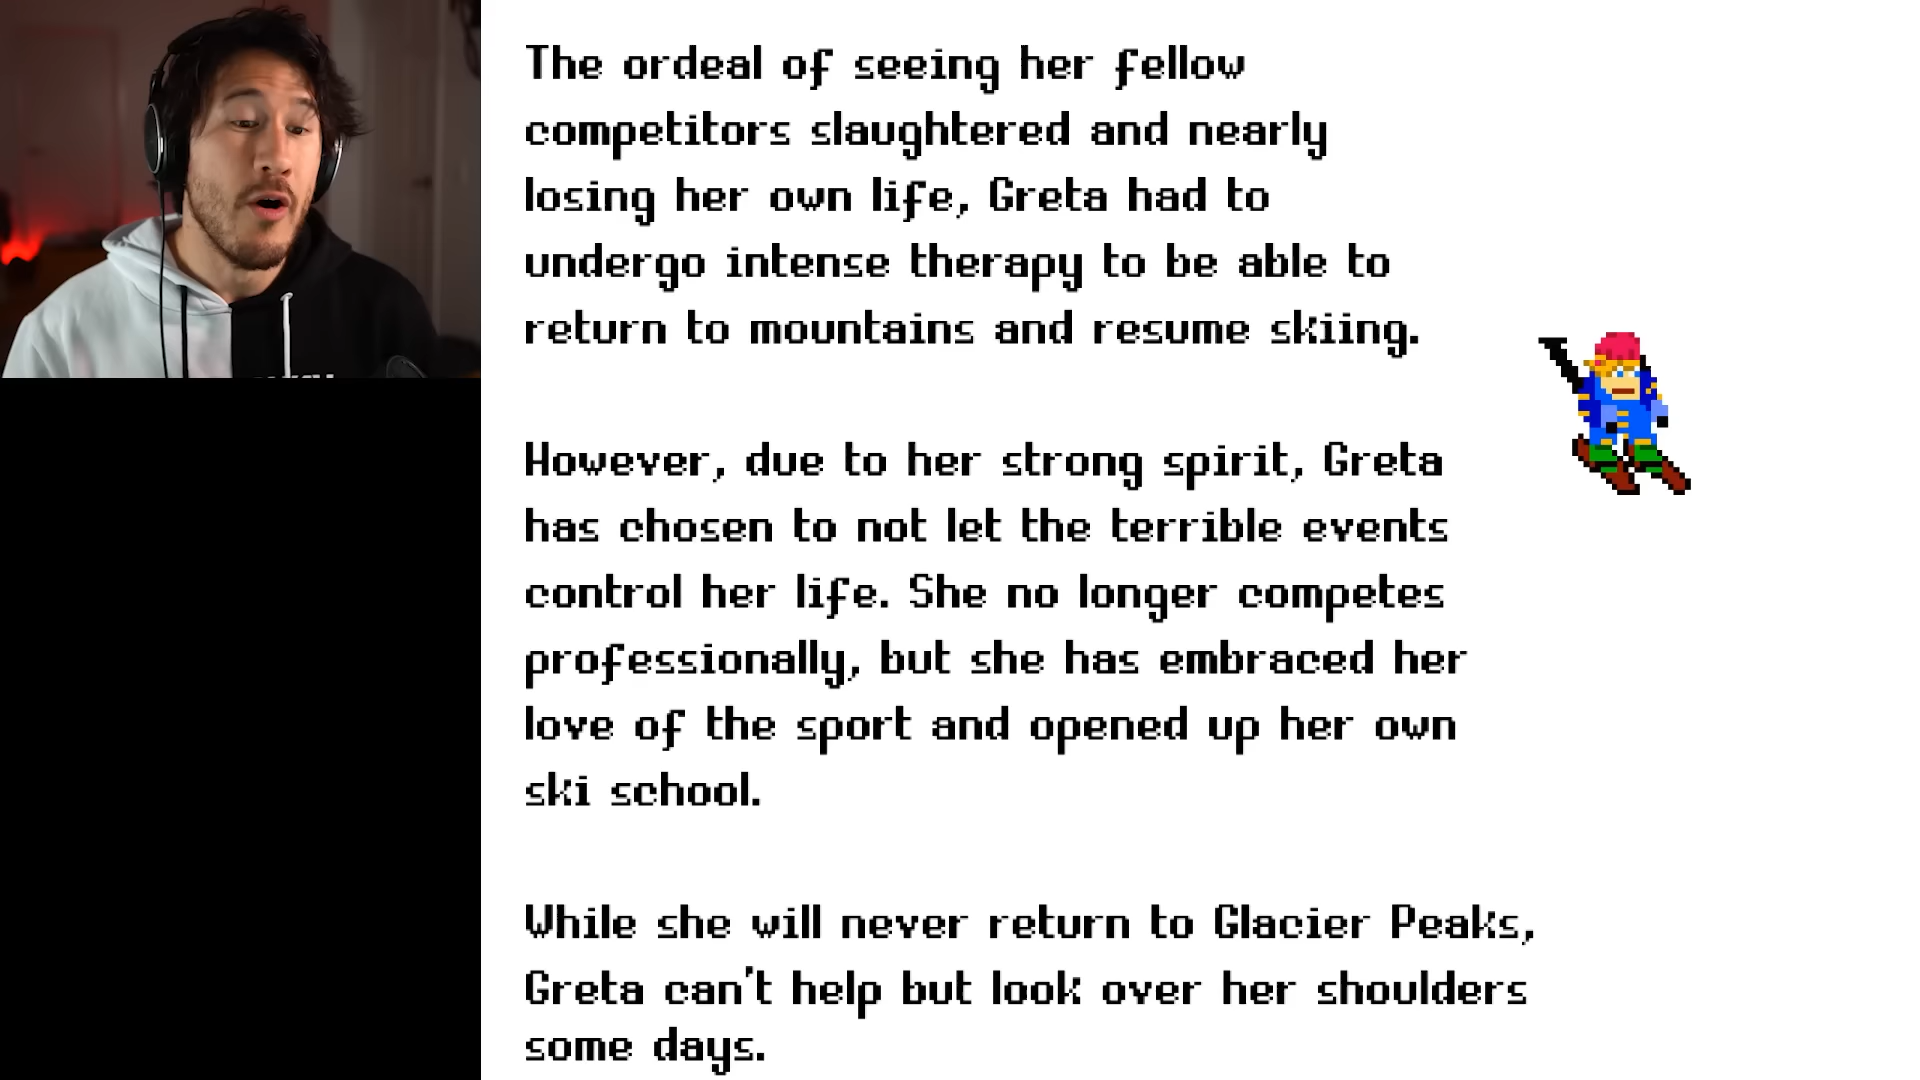 The ordeal of seeing her fellow
competitors slaughtered and nearly
losing her own life, Greta had to
undergo intense therapy to be able to
return to mountains and resume skiing.
However, due to her strong spirit, Greta
has chosen to not let the terrible events
control her life. She no longer competes
professionally, but she has embraced her
love of the sport and opened up her own
ski school.
While she will never return to Glacier Peaks,
Greta can't help but look over her shoulders
some days.